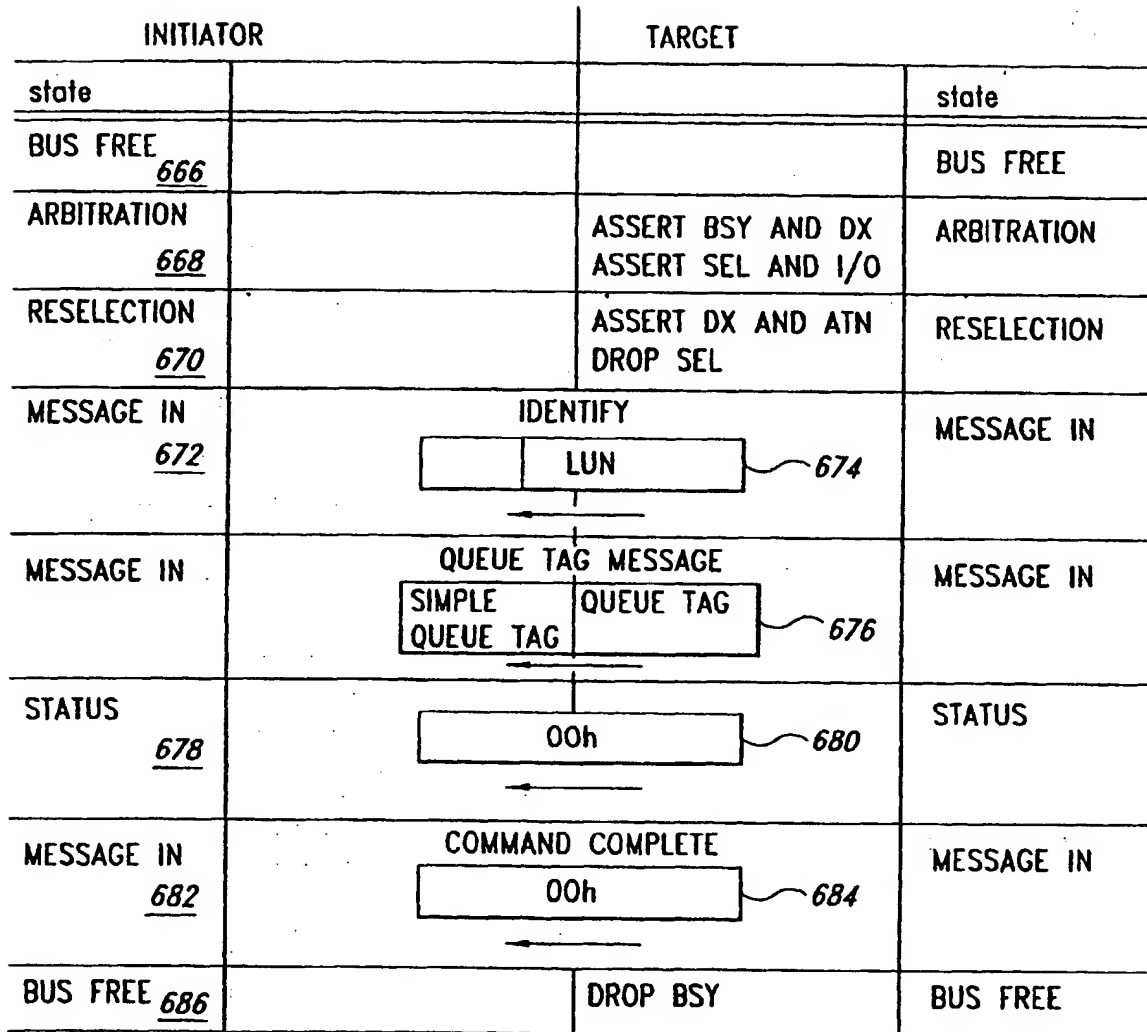 INITIATOR TARGET
state state
BUS FREE 666 BUS FREE
ARBITRATION ASSERT BSY AND DX ARBITRATION
668 ASSERT SEL AND I/O
RESELECTION ASSERT DX AND ATN RESELECTION
670 DROP SEL
MESSAGE IN IDENTIFY MESSAGE IN
672 LUN 674
MESSAGE IN QUEUE TAG MESSAGE MESSAGE IN
SIMPLE QUEUE TAG
QUEUE TAG 676
STATUS STATUS
678 00h 680
MESSAGE IN COMMAND COMPLETE MESSAGE IN
682 00h 684
BUS FREE 686 DROP BSY BUS FREE